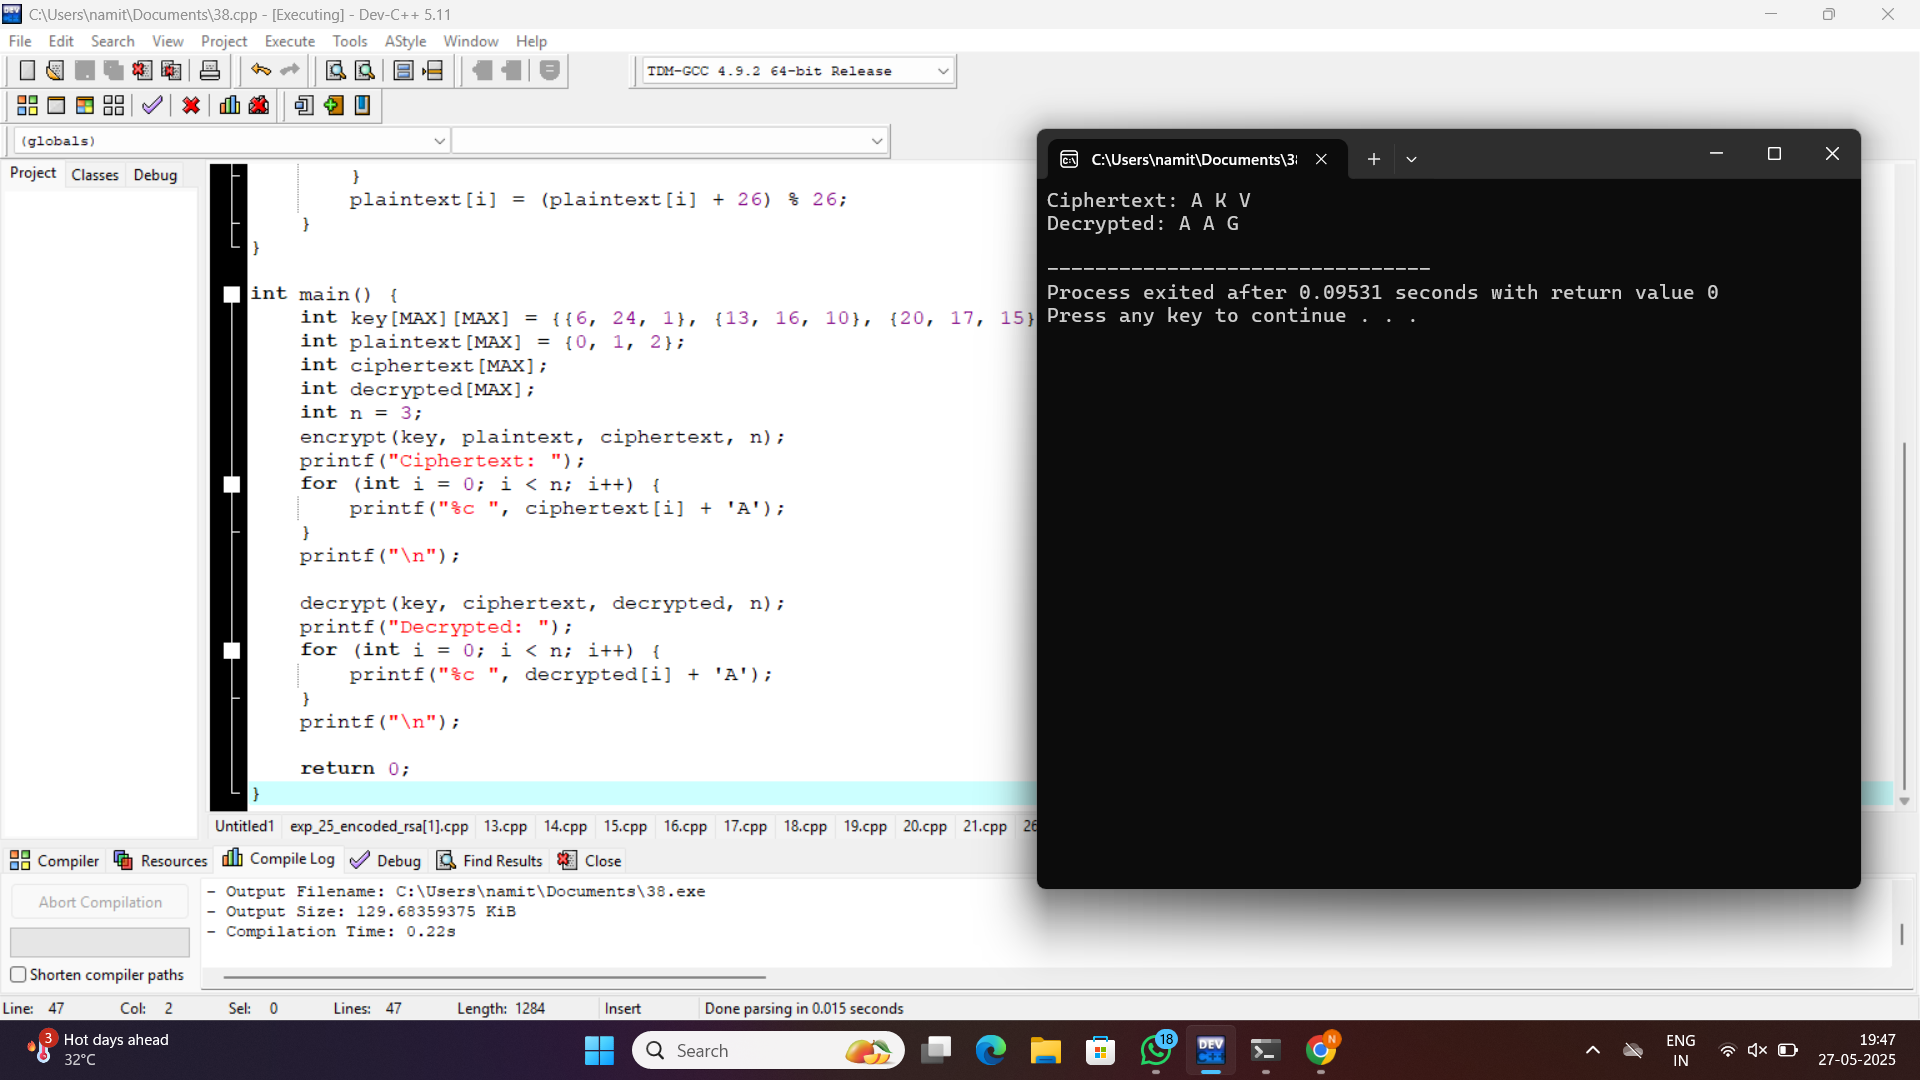 C:\Users\namit\Documents\38.cpp - [Executing] - Dev-C++ 5.11
File Edit Search View Project Execute Tools AStyle Window Help
TDM-GCC 4.9.2 64-bit Release
(globals)
Project Classes Debug
}
plaintext[i] = (plaintext[i] + 26) % 26;
}
}
int main() {
int key[MAX][MAX] = {{6, 24, 1}, {13, 16, 10}, {20, 17, 15}
int plaintext[MAX] = {0, 1, 2};
int ciphertext[MAX];
int decrypted[MAX];
int n = 3;
encrypt(key, plaintext, ciphertext, n);
printf("Ciphertext: ");
for (int i = 0; i < n; i++) {
printf("%c ", ciphertext[i] + 'A');
}
printf("\n");
decrypt(key, ciphertext, decrypted, n);
printf("Decrypted: ");
for (int i = 0; i < n; i++) {
printf("%c ", decrypted[i] + 'A');
}
printf("\n");
return 0;
}
C:\Users\namit\Documents\38
Ciphertext: A K V
Decrypted: A A G
--------------------------------
Process exited after 0.09531 seconds with return value 0
Press any key to continue . . .
Untitled1 exp_25_encoded_rsa[1].cpp 13.cpp 14.cpp 15.cpp 16.cpp 17.cpp 18.cpp 19.cpp 20.cpp 21.cpp 26
Compiler Resources Compile Log Debug Find Results Close
Abort Compilation
Shorten compiler paths
- Output Filename: C:\Users\namit\Documents\38.exe
- Output Size: 129.68359375 KiB
- Compilation Time: 0.22s
Line: 47 Col: 2 Sel: 0 Lines: 47 Length: 1284 Insert Done parsing in 0.015 seconds
3
Hot days ahead
32°C
Search
18
DEV
N
ENG
IN
19:47
27-05-2025